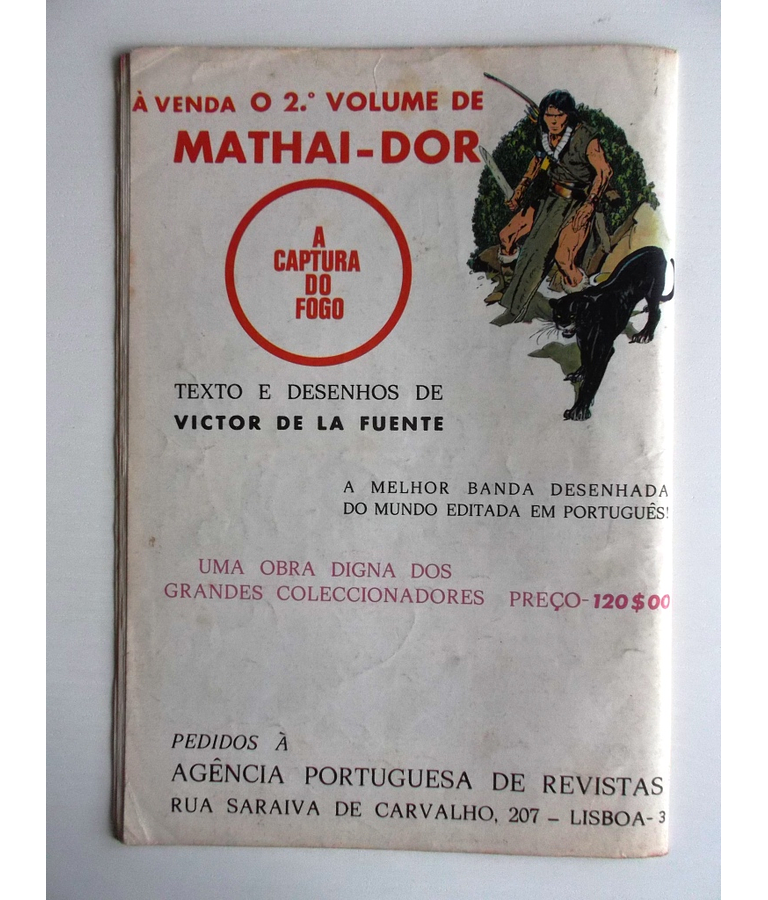 À VENDA O 2.º VOLUME DE
MATHAI-DOR
A
CAPTURA
DO
FOGO
TEXTO E DESENHOS DE
VICTOR DE LA FUENTE
A MELHOR BANDA DESENHADA
DO MUNDO EDITADA EM PORTUGUÊS!
UMA OBRA DIGNA DOS
GRANDES COLECCIONADORES PREÇO-120$00
PEDIDOS À
AGÊNCIA PORTUGUESA DE REVISTAS
RUA SARAIVA DE CARVALHO, 207 – LISBOA-3